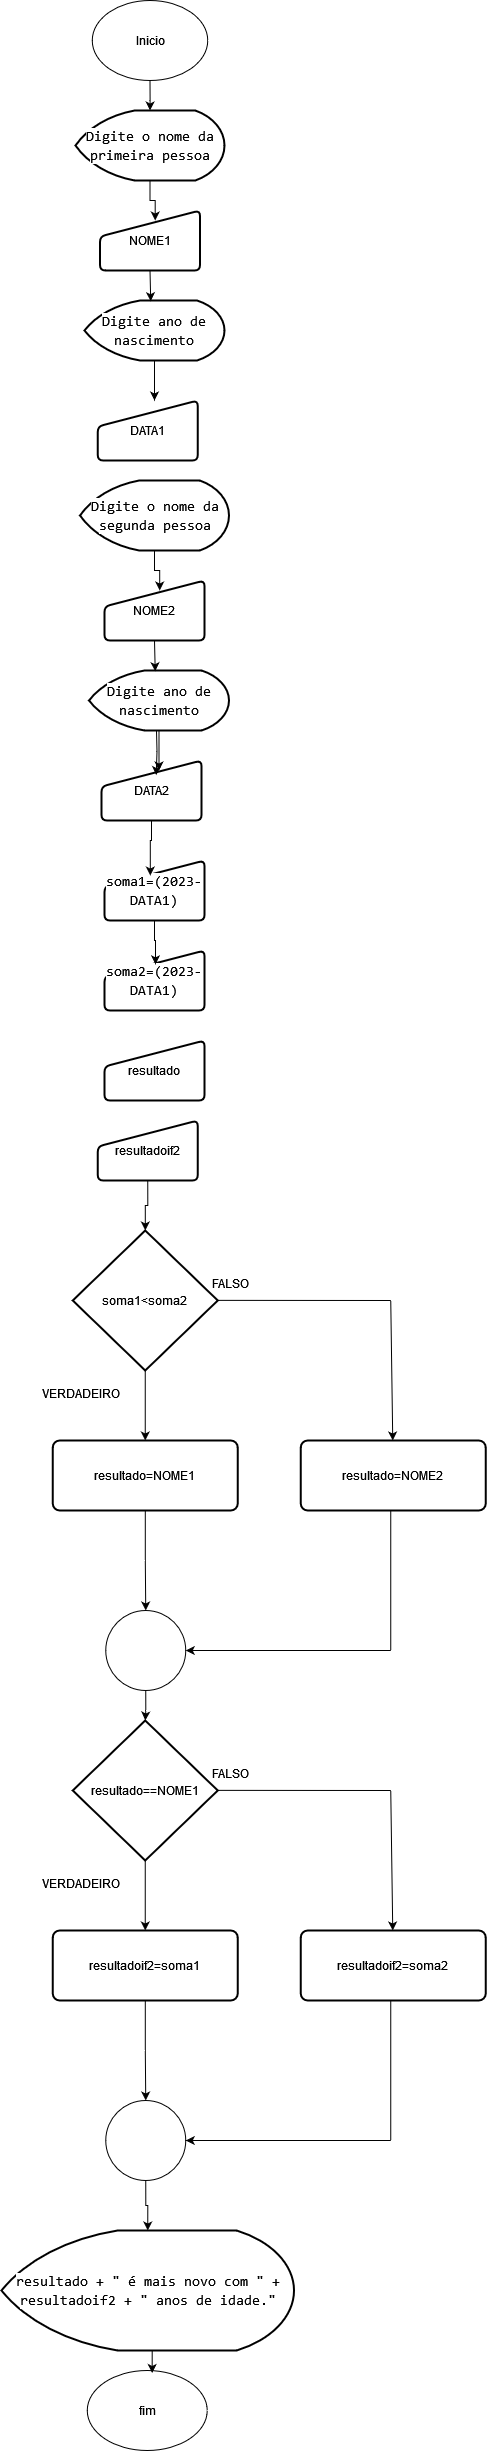 Inicio
Digite o nome da
primeira pessoa
NOME1
Digite ano de
nascimento
DATA1
Digite o nome da
segunda pessoa
NOME2
Digite ano de
nascimento
DATA2
soma1=(2023-
DATA1)
soma2=(2023-
DATA1)
resultado
resultadoif2
FALSO
soma1<soma2
VERDADEIRO
resultado=NOME1
resultado=NOME2
FALSO
resultado==NOME1
VERDADEIRO
resultadoif2=soma1
resultadoif2=soma2
resultado + " é mais novo com " +
resultadoif2 + " anos de idade."
fim